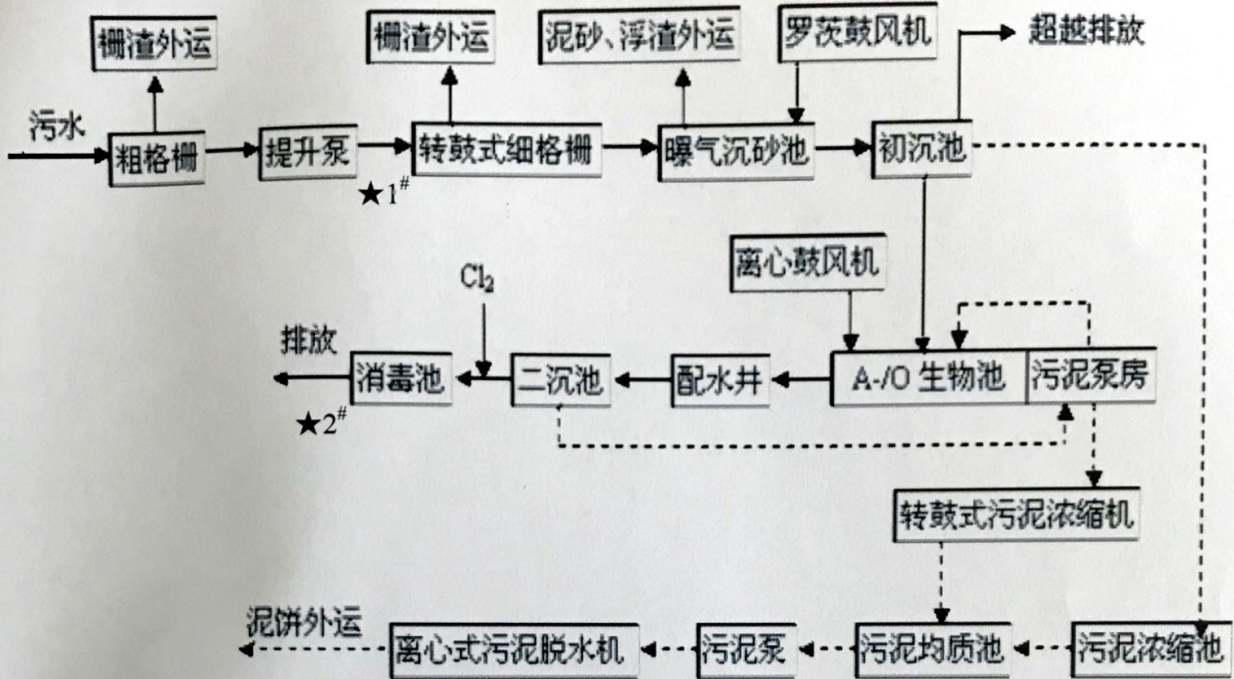 栅渣外运
栅渣外运
泥砂、浮渣外运
罗茨鼓风机
超越排放
污水
粗格栅
提升泵
转鼓式细格栅
曝气沉砂池
初沉池
★1#
离心鼓风机
Cl₂
排放
消毒池
二沉池
配水井
A-/O 生物池
污泥泵房
★2#
转鼓式污泥浓缩机
泥饼外运
离心式污泥脱水机
污泥泵
污泥均质池
污泥浓缩池